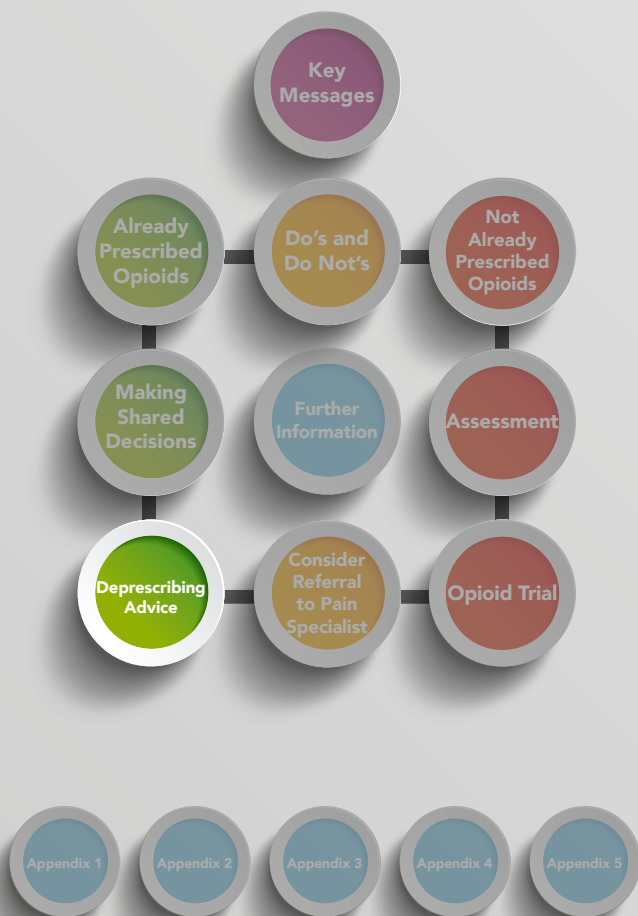 Key
Messages
Already
Prescribed
Opioids
Do's and
Do Not's
Not
Already
Prescribed
Opioids
Making
Shared
Decisions
Further
Information
Assessment
Deprescribing
Advice
Consider
Referral
to Pain
Specialist
Opioid Trial
Appendix 1
Appendix 2
Appendix 3
Appendix 4
Appendix 5